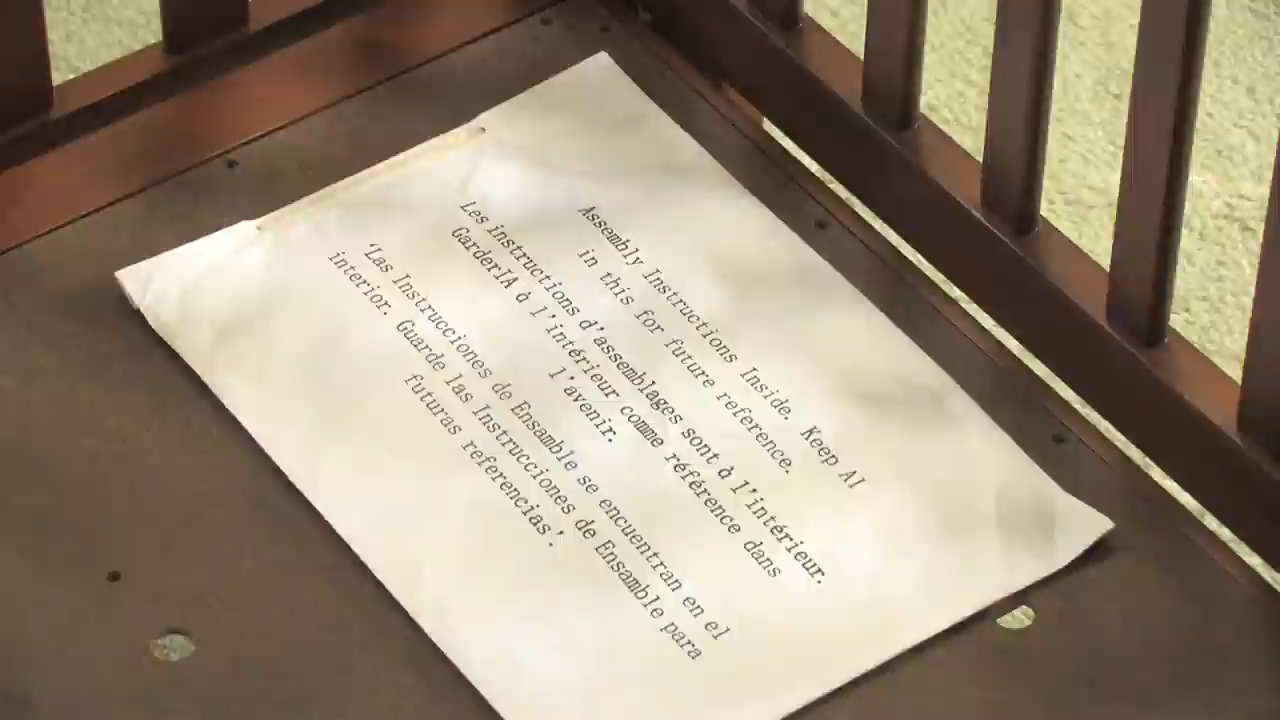 Assembly Instructions Inside. Keep AI
in this for future reference.
Les instructions d'assemblages sont à l'intérieur.
GarderIA à l'intérieur comme référence dans
l'avenir.
'Las Instrucciones de Ensamble se encuentran en el
interior. Guarde las Instrucciones de Ensamble para
futuras referencias'.